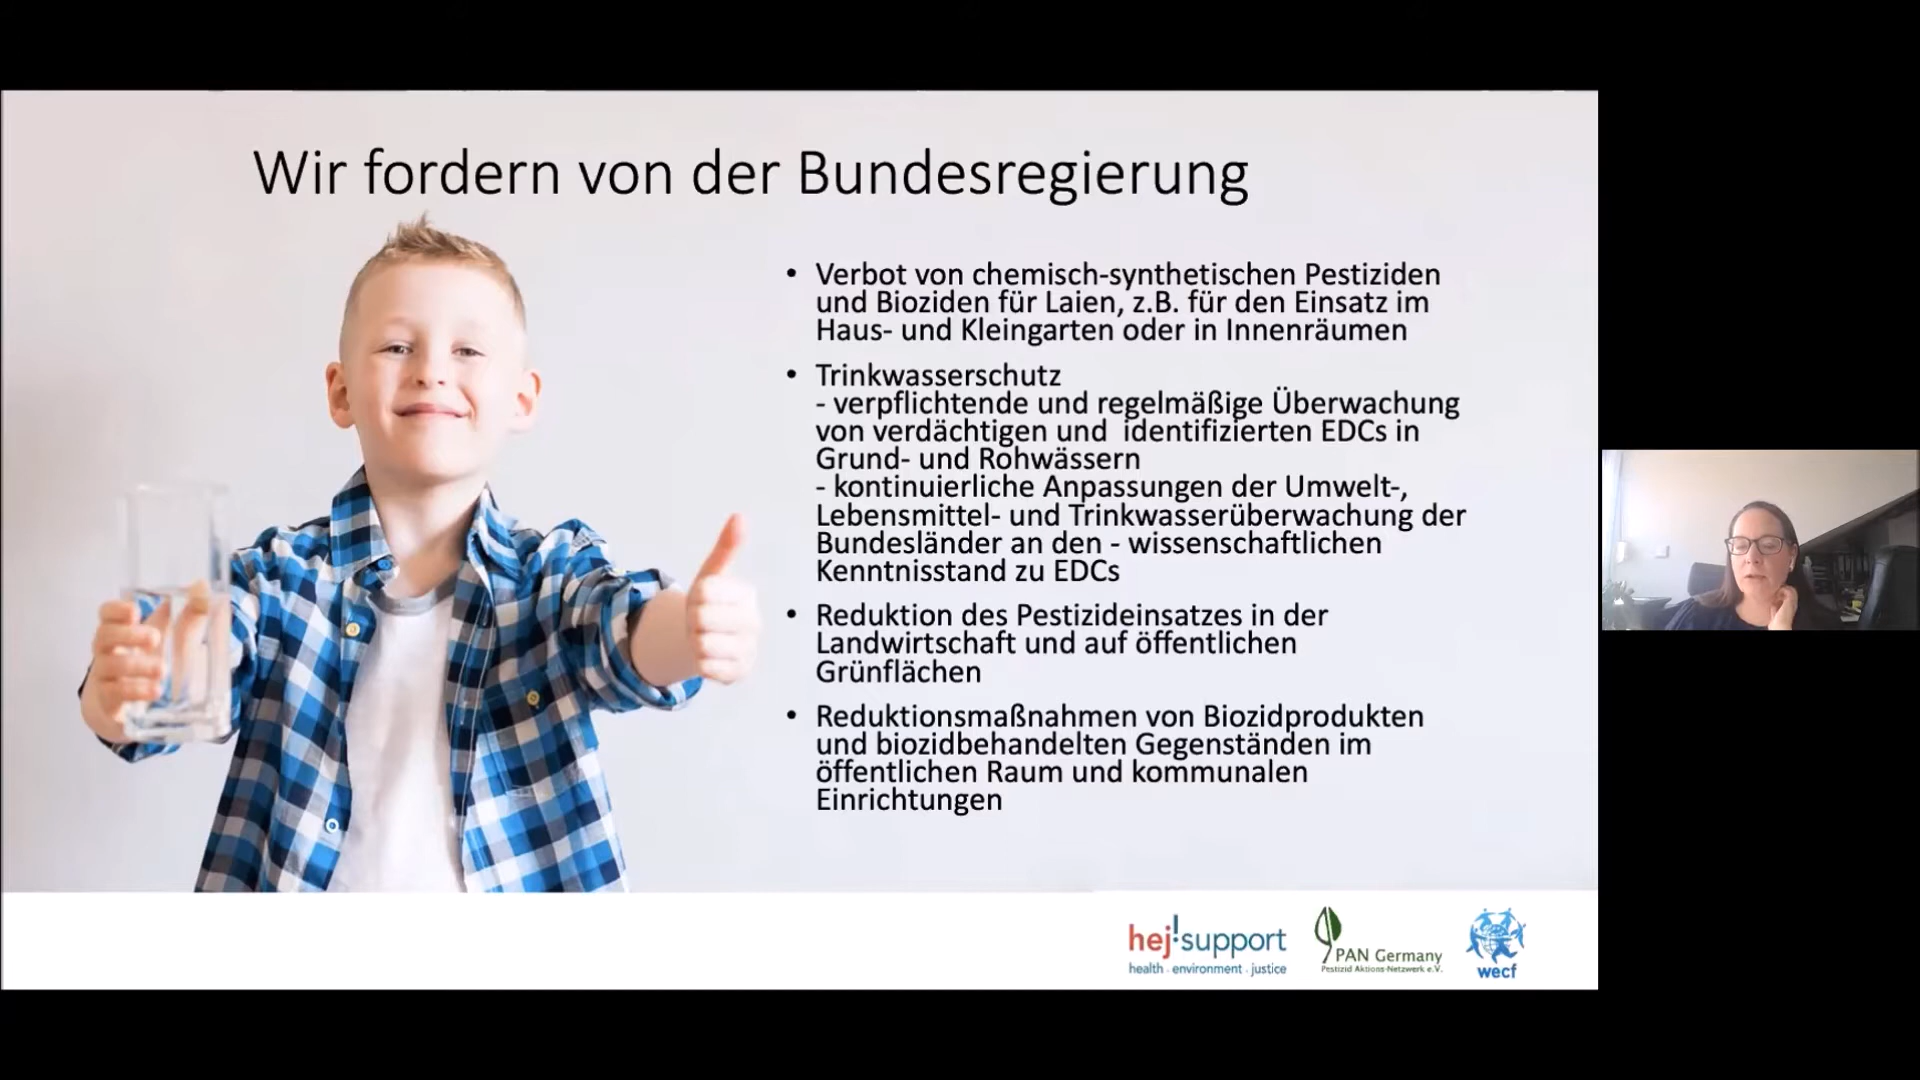 Wir fordern von der Bundesregierung
• Verbot von chemisch-synthetischen Pestiziden
und Bioziden für Laien, z.B. für den Einsatz im
Haus- und Kleingarten oder in Innenräumen
• Trinkwasserschutz
- verpflichtende und regelmäßige Überwachung
von verdächtigen und  identifizierten EDCs in
Grund- und Rohwässern
- kontinuierliche Anpassungen der Umwelt-,
Lebensmittel- und Trinkwasserüberwachung der
Bundesländer an den - wissenschaftlichen
Kenntnisstand zu EDCs
• Reduktion des Pestizideinsatzes in der
Landwirtschaft und auf öffentlichen
Grünflächen
• Reduktionsmaßnahmen von Biozidprodukten
und biozidbehandelten Gegenständen im
öffentlichen Raum und kommunalen
Einrichtungen
hej!support
health . environment . justice
PAN Germany
Pestizid Aktions-Netzwerk e.V.
wecf